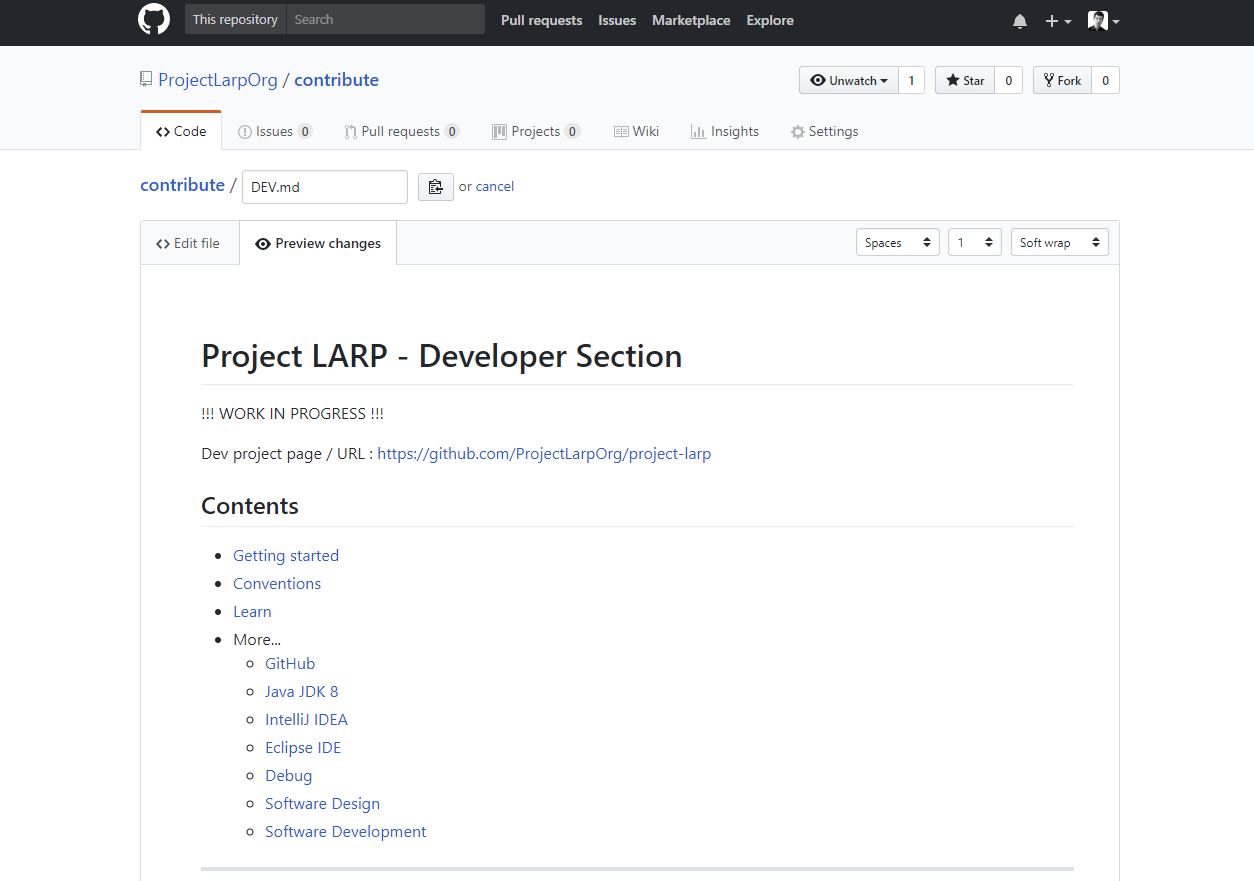 This repository Search Pull requests Issues Marketplace Explore
ProjectLarpOrg / contribute Unwatch 1 Star 0 Fork 0
Code Issues 0 Pull requests 0 Projects 0 Wiki Insights Settings
contribute / DEV.md or cancel
Edit file Preview changes Spaces 1 Soft wrap
Project LARP - Developer Section
!!! WORK IN PROGRESS !!!
Dev project page / URL : https://github.com/ProjectLarpOrg/project-larp
Contents
Getting started
Conventions
Learn
More...
GitHub
Java JDK 8
IntelliJ IDEA
Eclipse IDE
Debug
Software Design
Software Development